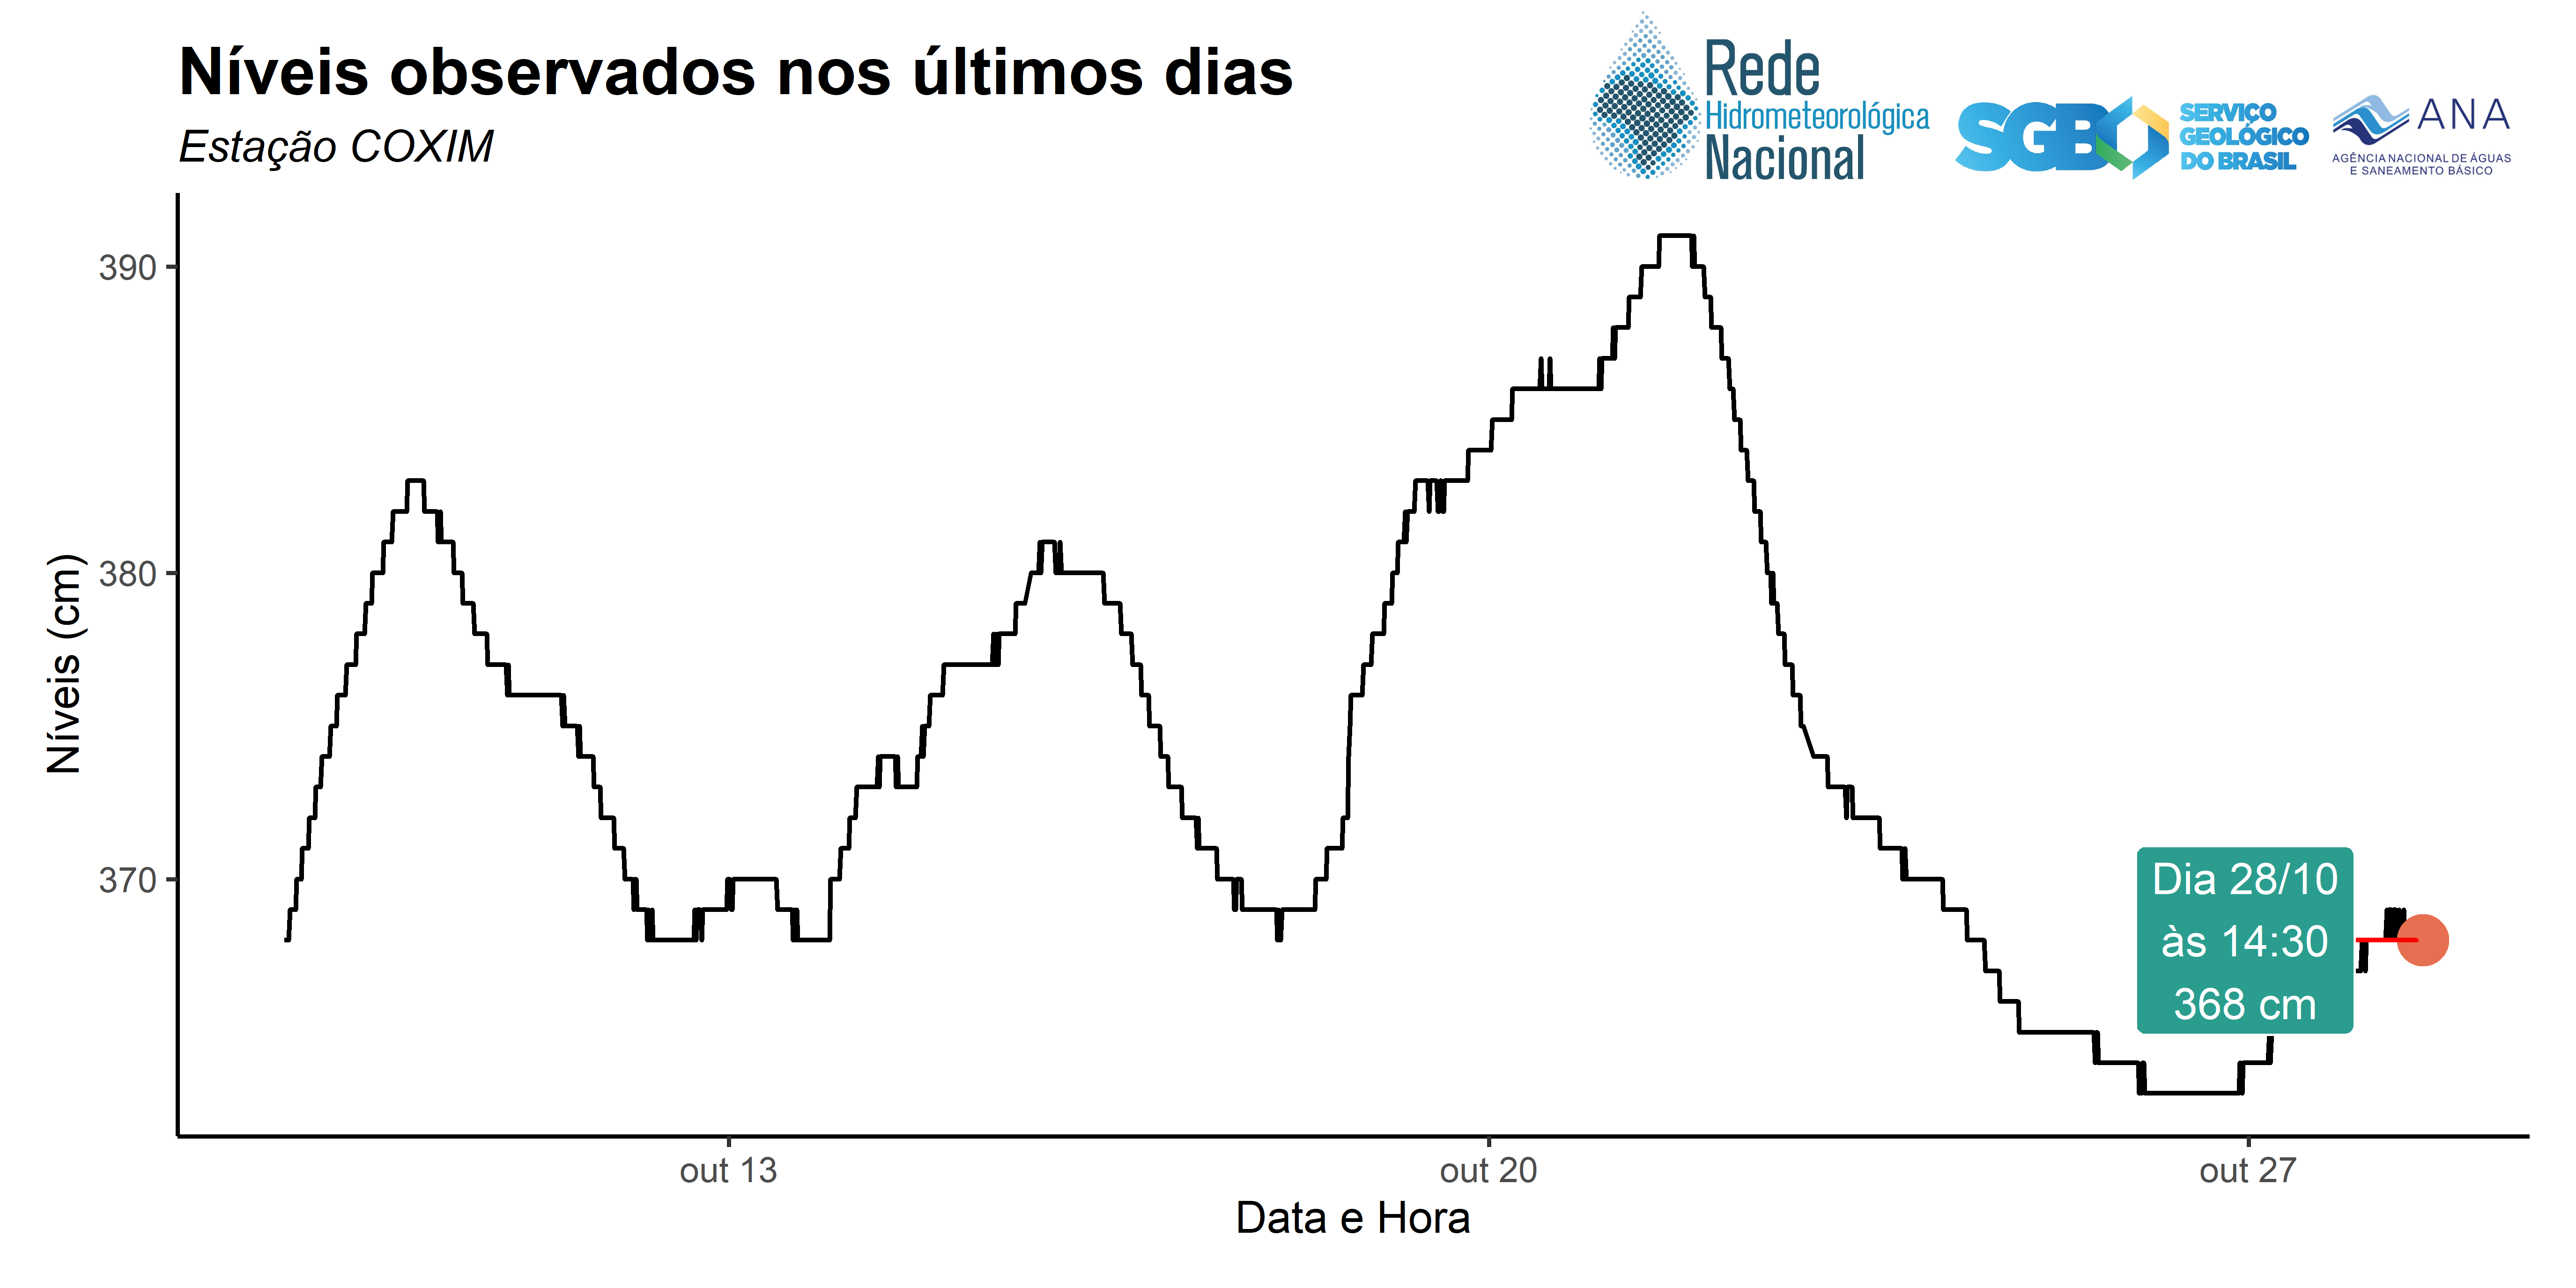 Níveis observados nos últimos dias
Estação COXIM
Rede
Hidrometeorológica
Nacional
SGB
SERVIÇO
GEOLÓGICO
DO BRASIL
ANA
AGÊNCIA NACIONAL DE ÁGUAS
E SANEAMENTO BÁSICO
Níveis (cm)
390
380
370
Dia 28/10
às 14:30
368 cm
out 13
out 20
out 27
Data e Hora